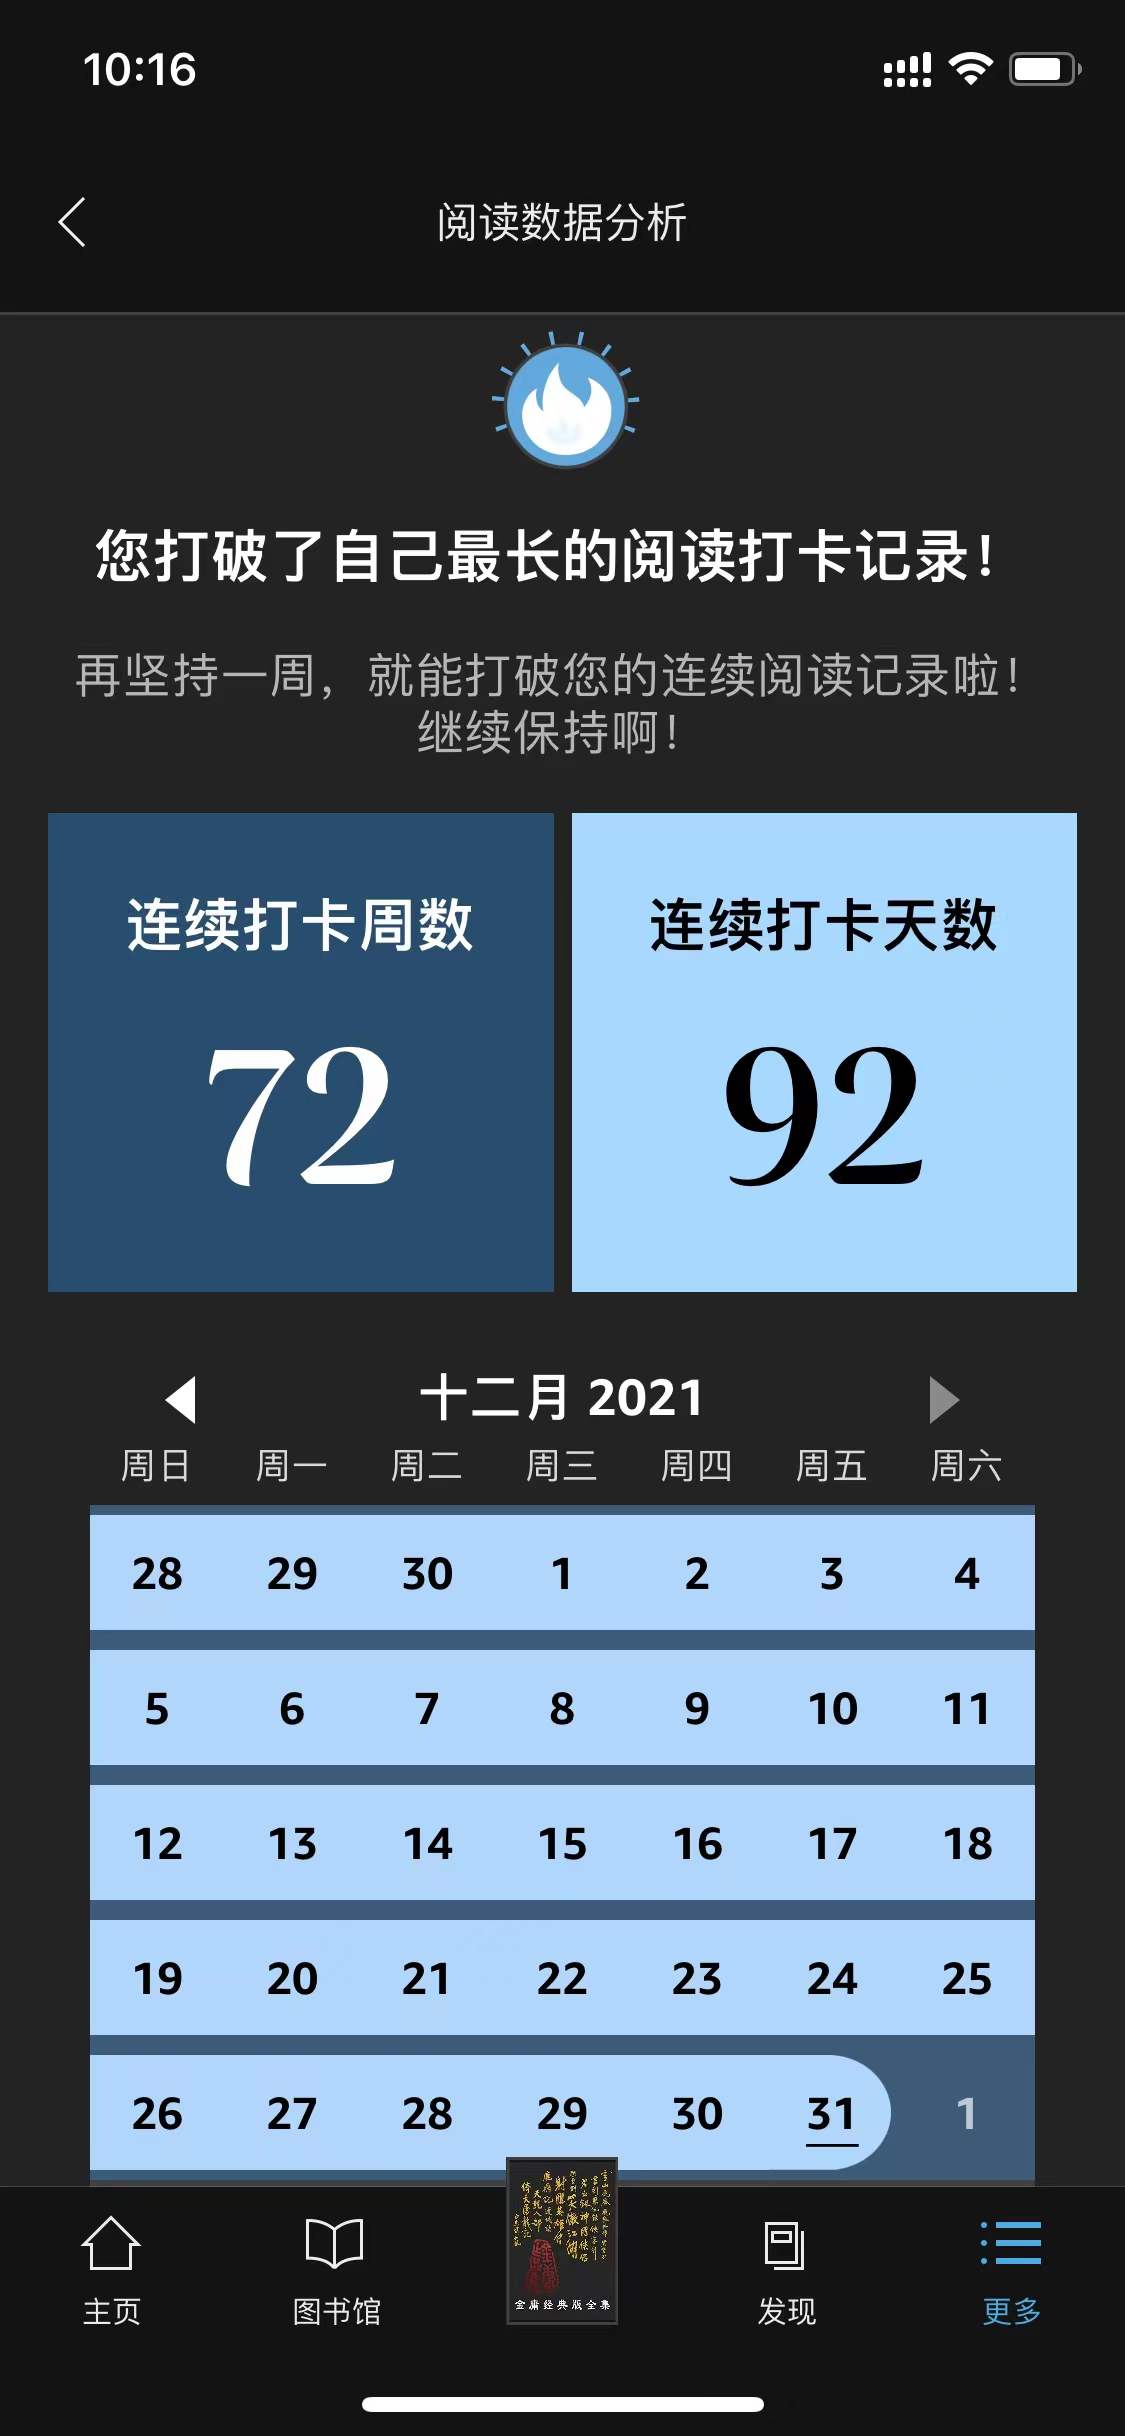 10:16
阅读数据分析
您打破了自己最长的阅读打卡记录！
再坚持一周，就能打破您的连续阅读记录啦！
继续保持啊！
连续打卡周数 连续打卡天数
72 92
十二月 2021
周日 周一 周二 周三 周四 周五 周六
28 29 30 1 2 3 4
5 6 7 8 9 10 11
12 13 14 15 16 17 18
19 20 21 22 23 24 25
26 27 28 29 30 31 1
金庸经典版全集
主页 图书馆 发现 更多